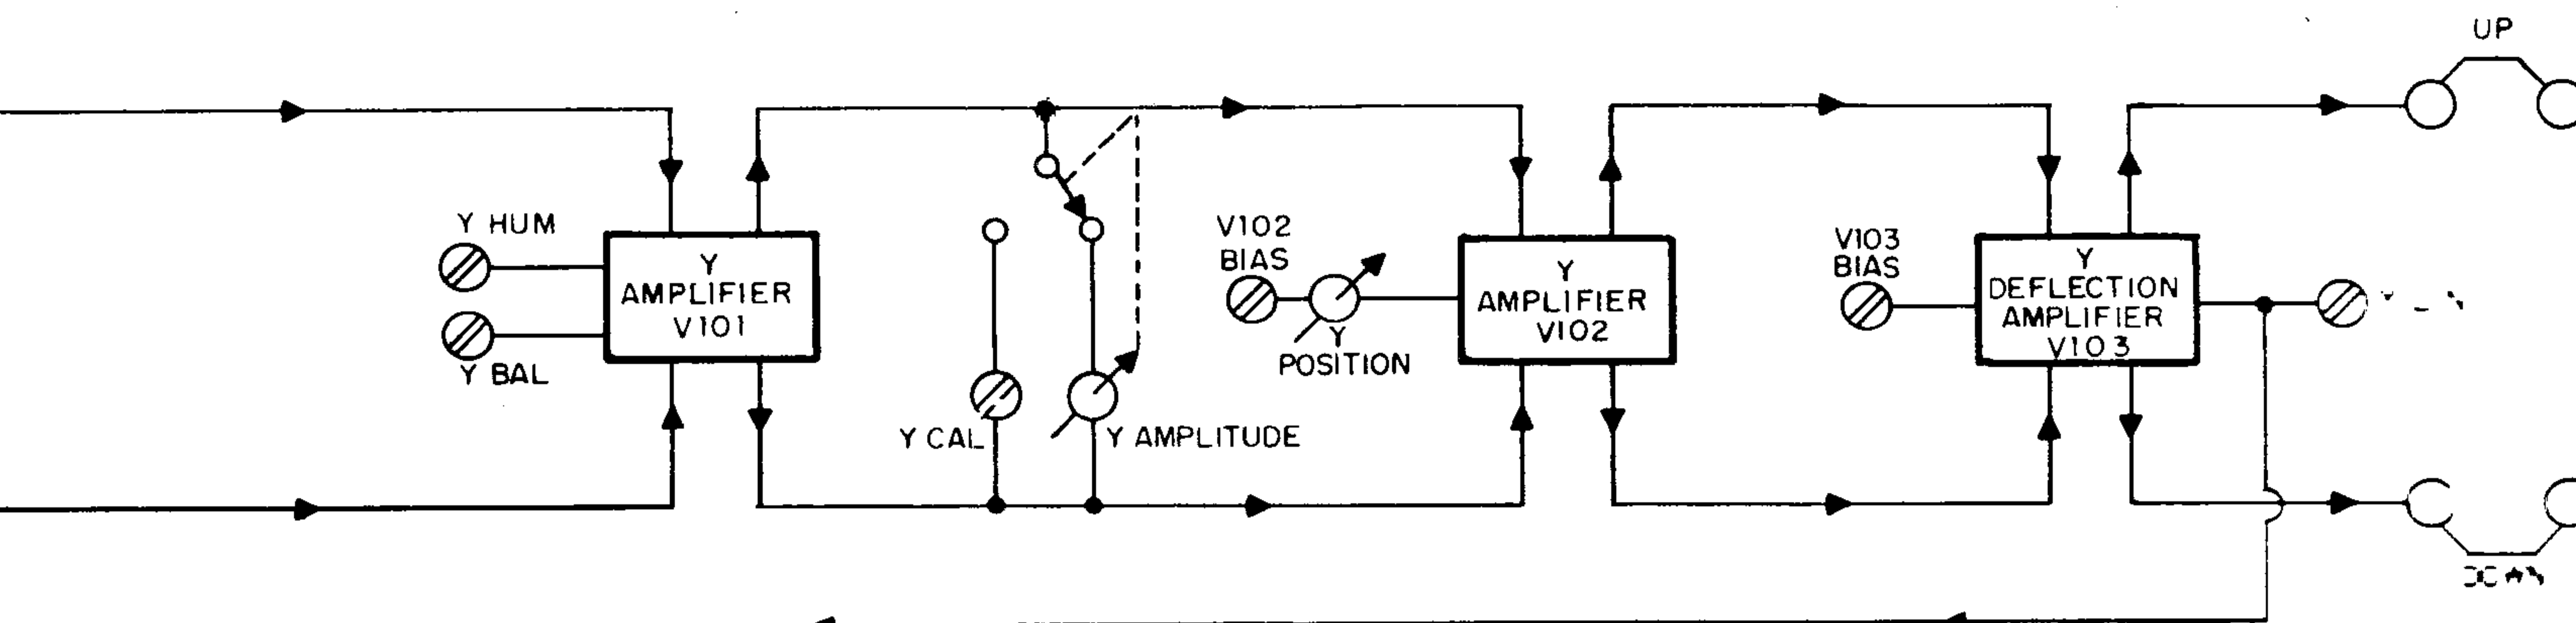 UP
Y HUM
Y
AMPLIFIER
V101
Y BAL
Y CAL
Y AMPLITUDE
V102
BIAS
Y
POSITION
Y
AMPLIFIER
V102
V103
BIAS
Y
DEFLECTION
AMPLIFIER
V103